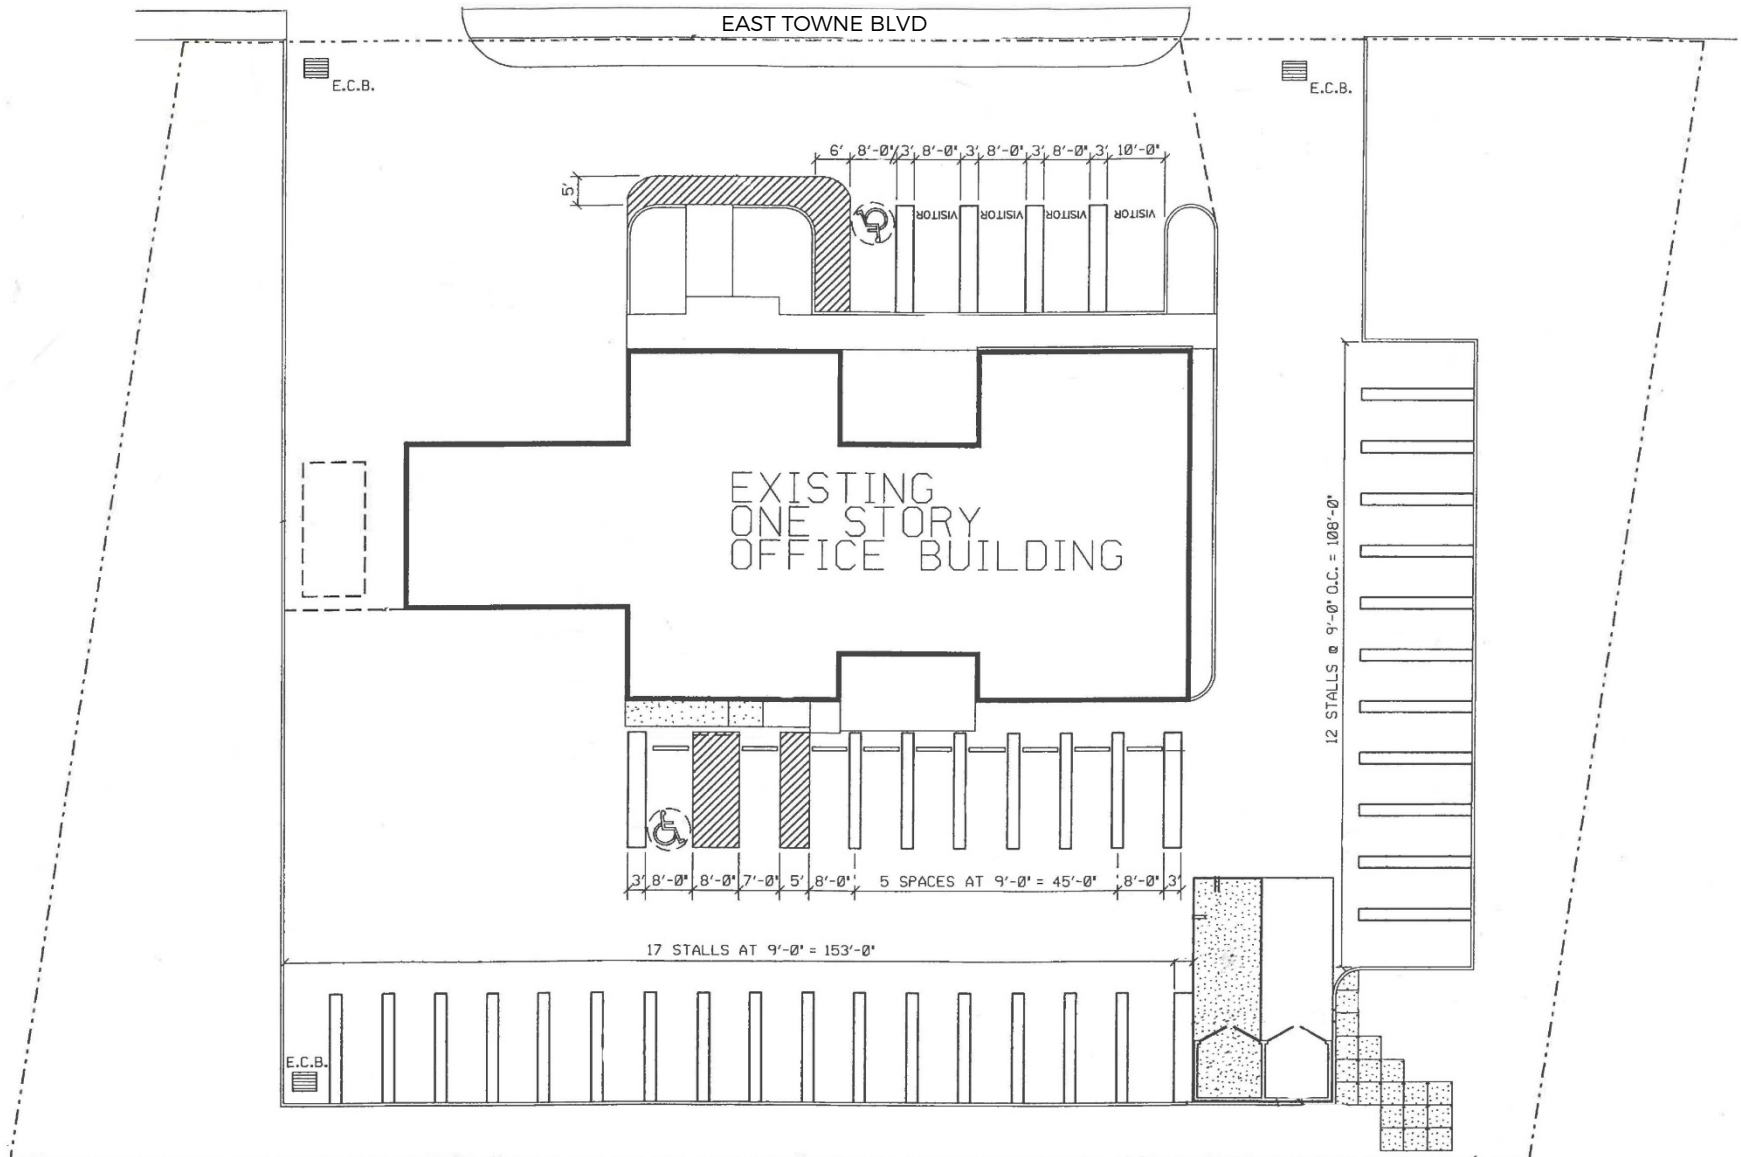 EAST TOWNE BLVD
E.C.B.
E.C.B.
6' 8'-0" 3' 8'-0" 3' 8'-0" 3' 8'-0" 3' 10'-0"
5'
VISITOR VISITOR VISITOR VISITOR
EXISTING
ONE STORY
OFFICE BUILDING
12 STALLS @ 9'-0" O.C. = 108'-0"
3' 8'-0" 8'-0" 7'-0" 5' 8'-0" 5 SPACES AT 9'-0" = 45'-0" 8'-0" 3'
17 STALLS AT 9'-0" = 153'-0"
E.C.B.